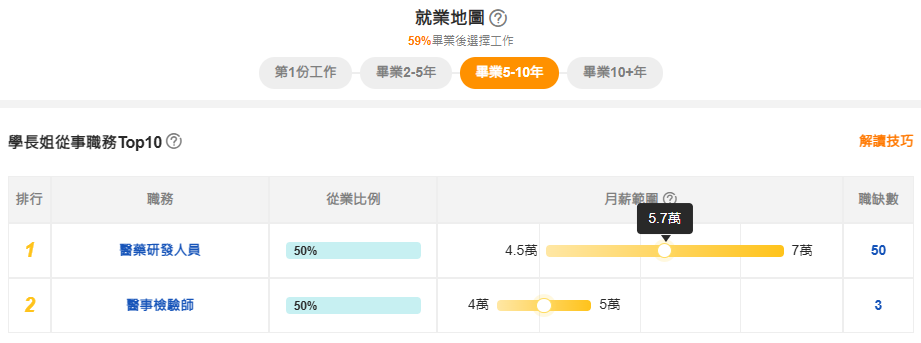 就業地圖 ?
59%畢業後選擇工作
第1份工作 畢業2-5年 畢業5-10年 畢業10+年
學長姐從事職務Top10 ? 解讀技巧
排行 職務 從業比例 月薪範圍 ? 職缺數
5.7萬
1 醫藥研發人員 50% 4.5萬 7萬 50
2 醫事檢驗師 50% 4萬 5萬 3